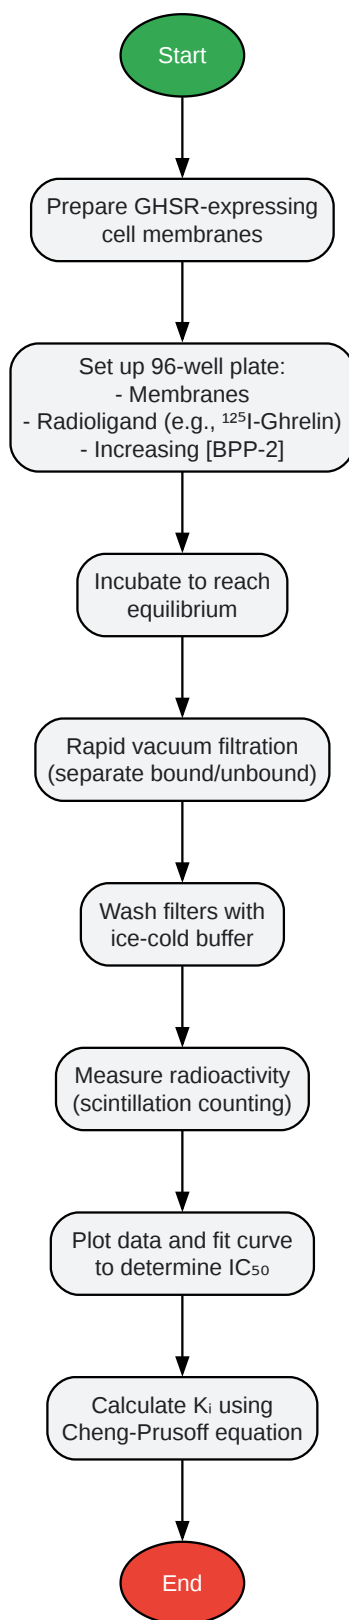 Start
Prepare GHSR-expressing
cell membranes
Set up 96-well plate:
- Membranes
- Radioligand (e.g., ¹²⁵I-Ghrelin)
- Increasing [BPP-2]
Incubate to reach
equilibrium
Rapid vacuum filtration
(separate bound/unbound)
Wash filters with
ice-cold buffer
Measure radioactivity
(scintillation counting)
Plot data and fit curve
to determine IC₅₀
Calculate Kᵢ using
Cheng-Prusoff equation
End